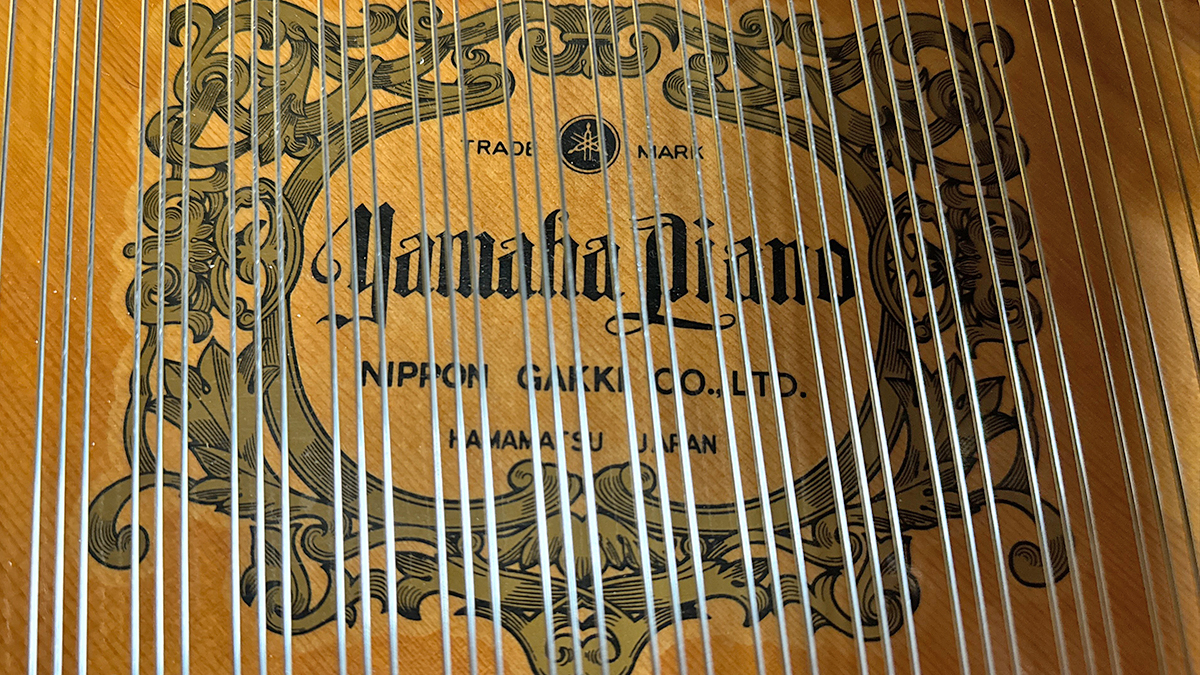 TRADE MARK
Yamaha Piano
NIPPON GAKKI CO., LTD.
HAMAMATSU JAPAN